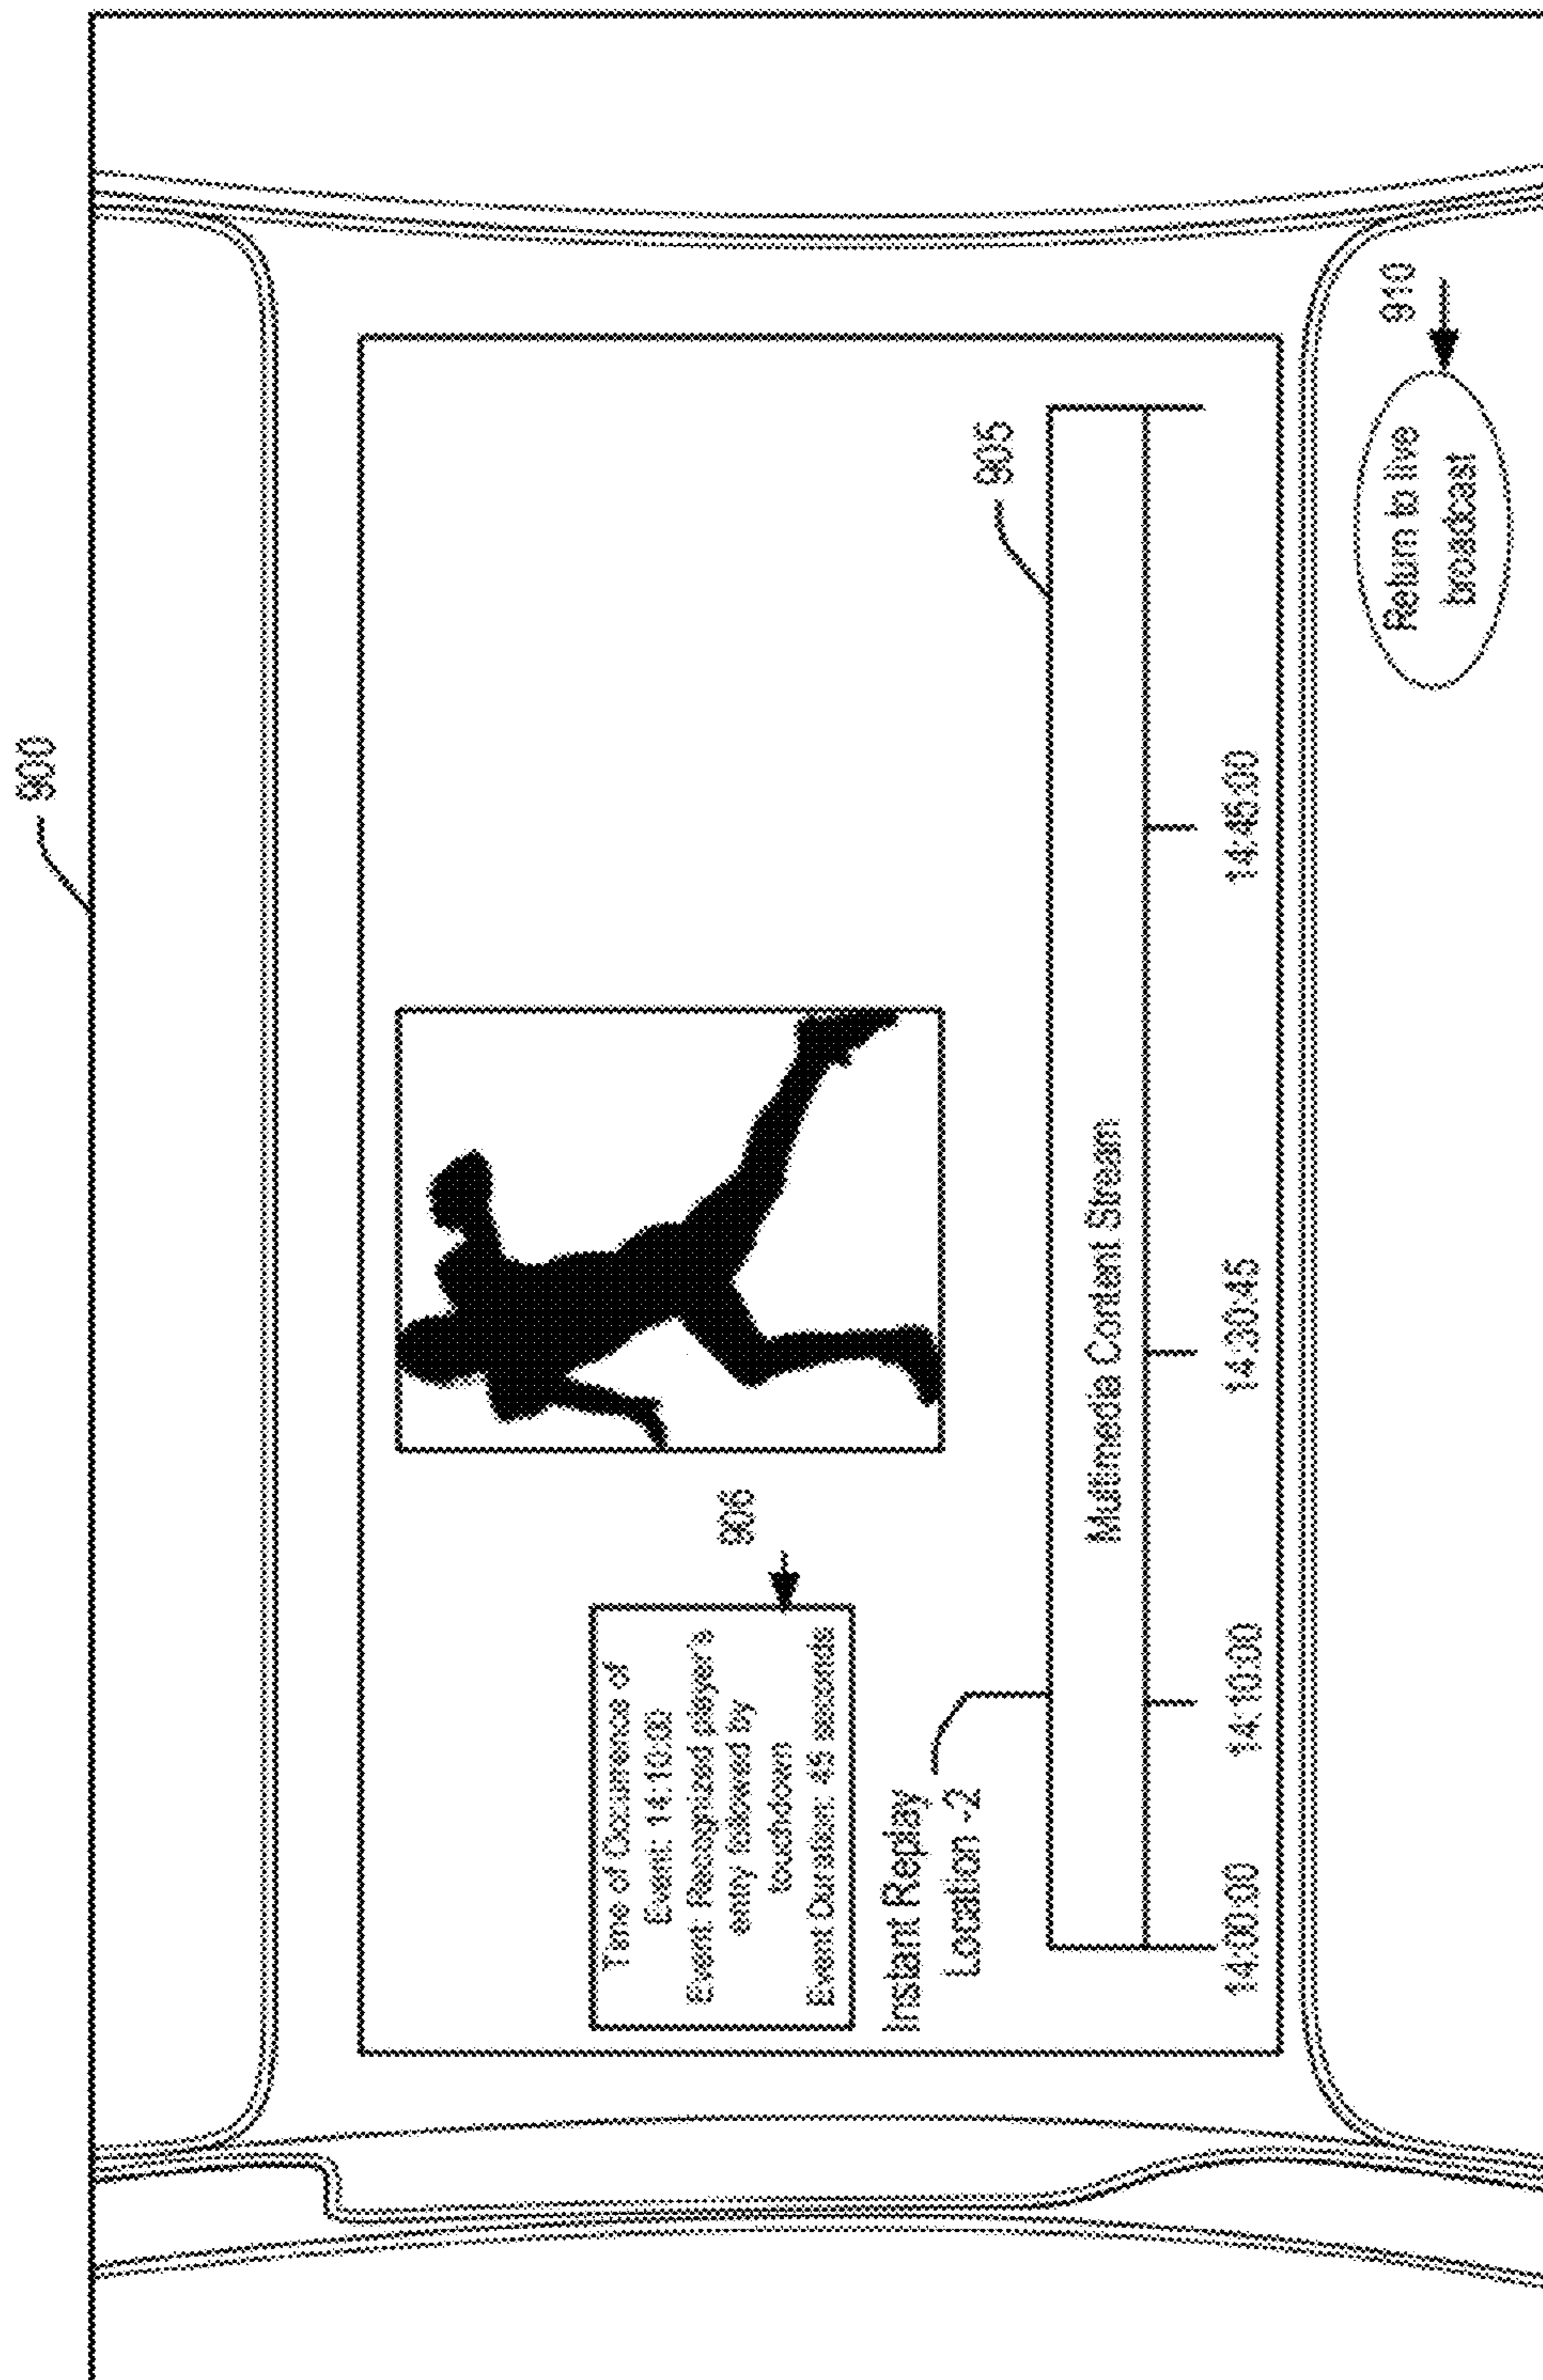 900
Time of Occurrence of
Event: 14:10:00
Event: Recognized player's
entry followed by
touchdown
Event Duration: 45 seconds
906
Instant Replay
Location -2
905
Multimedia Content Stream
14:00:00
14:10:00
14:30:45
14:45:00
910
Return to live
broadcast